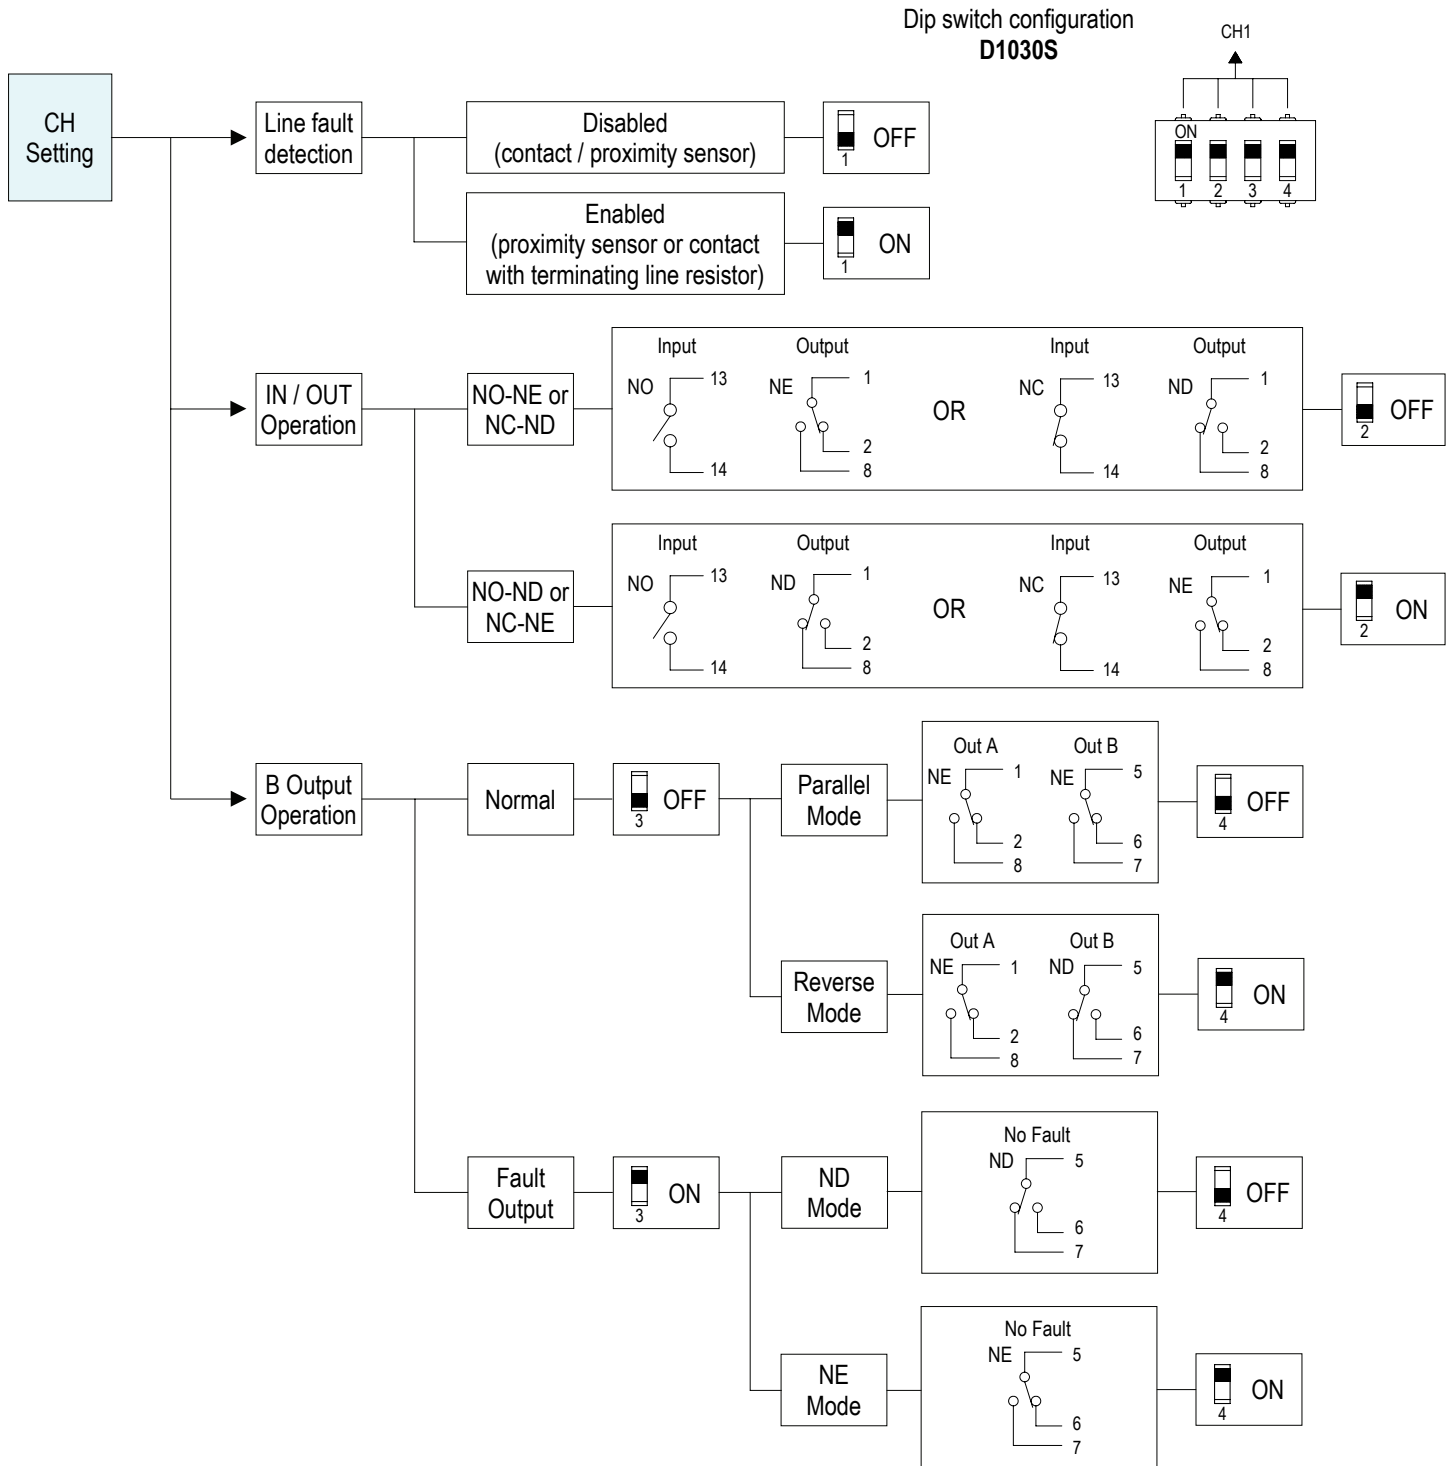 Dip switch configuration
D1030S
CH1
ON
1 2 3 4
CH
Setting
Line fault
detection
Disabled
(contact / proximity sensor)
1
OFF
Enabled
(proximity sensor or contact
with terminating line resistor)
1
ON
IN / OUT
Operation
NO-NE or
NC-ND
Input
NO
13
14
Output
NE
1
2
8
OR
Input
NC
13
14
Output
ND
1
2
8
2
OFF
NO-ND or
NC-NE
Input
NO
13
14
Output
ND
1
2
8
OR
Input
NC
13
14
Output
NE
1
2
8
2
ON
B Output
Operation
Normal
3
OFF
Parallel
Mode
Out A
NE
1
2
8
Out B
NE
5
6
7
4
OFF
Reverse
Mode
Out A
NE
1
2
8
Out B
ND
5
6
7
4
ON
Fault
Output
3
ON
ND
Mode
No Fault
ND
5
6
7
4
OFF
NE
Mode
No Fault
NE
5
6
7
4
ON